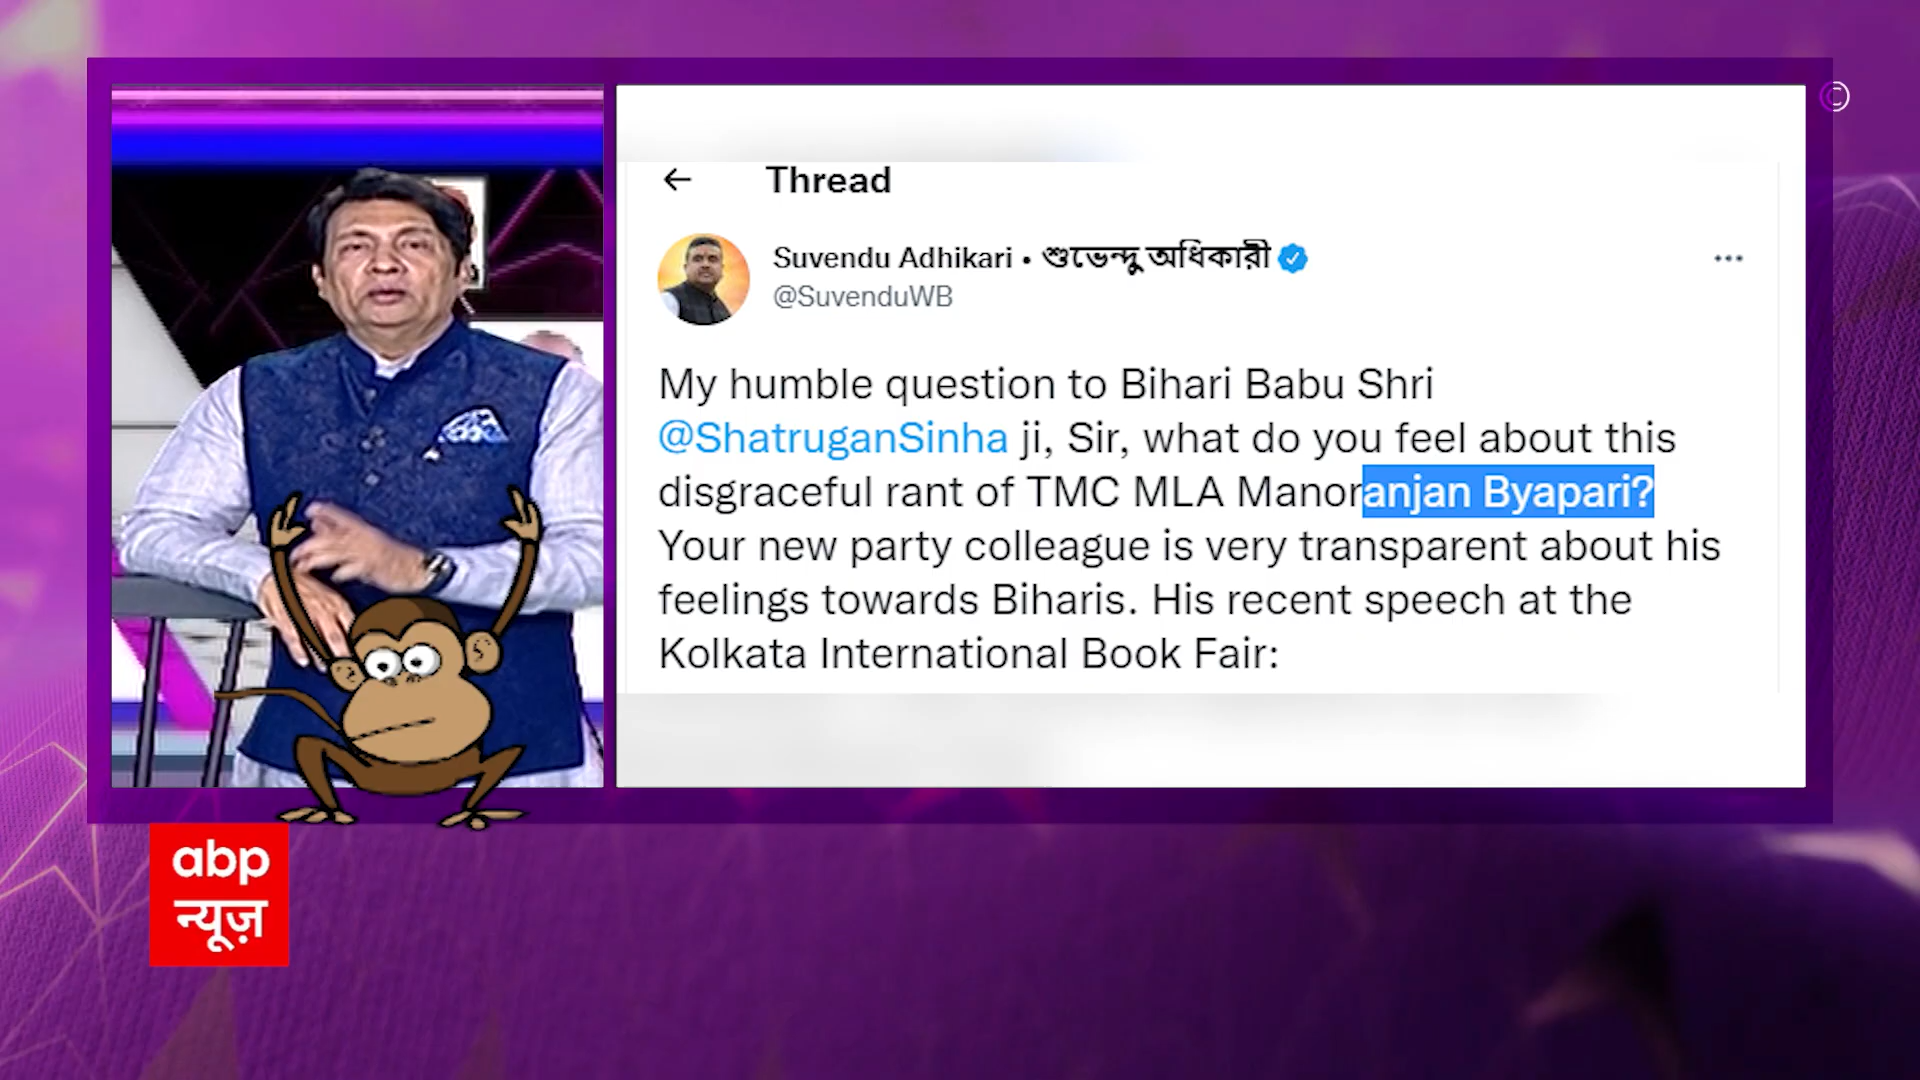 ©
Thread
Suvendu Adhikari • শুভেন্দু অধিকারী
@SuvenduWB
My humble question to Bihari Babu Shri
@ShatruganSinha ji, Sir, what do you feel about this
disgraceful rant of TMC MLA Manoranjan Byapari?
Your new party colleague is very transparent about his
feelings towards Biharis. His recent speech at the
Kolkata International Book Fair:
abp
न्यूज़